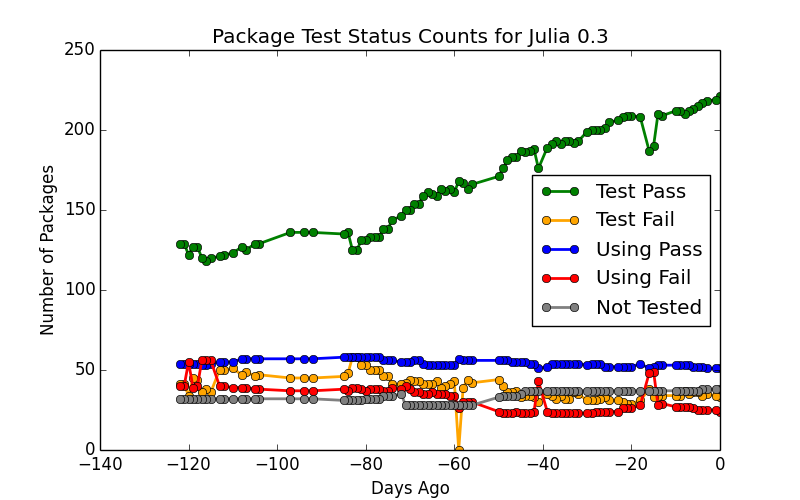 Package Test Status Counts for Julia 0.3
250
200
150
100
50
0
Number of Packages
Test Pass
Test Fail
Using Pass
Using Fail
Not Tested
−140 −120 −100 −80 −60 −40 −20 0
Days Ago